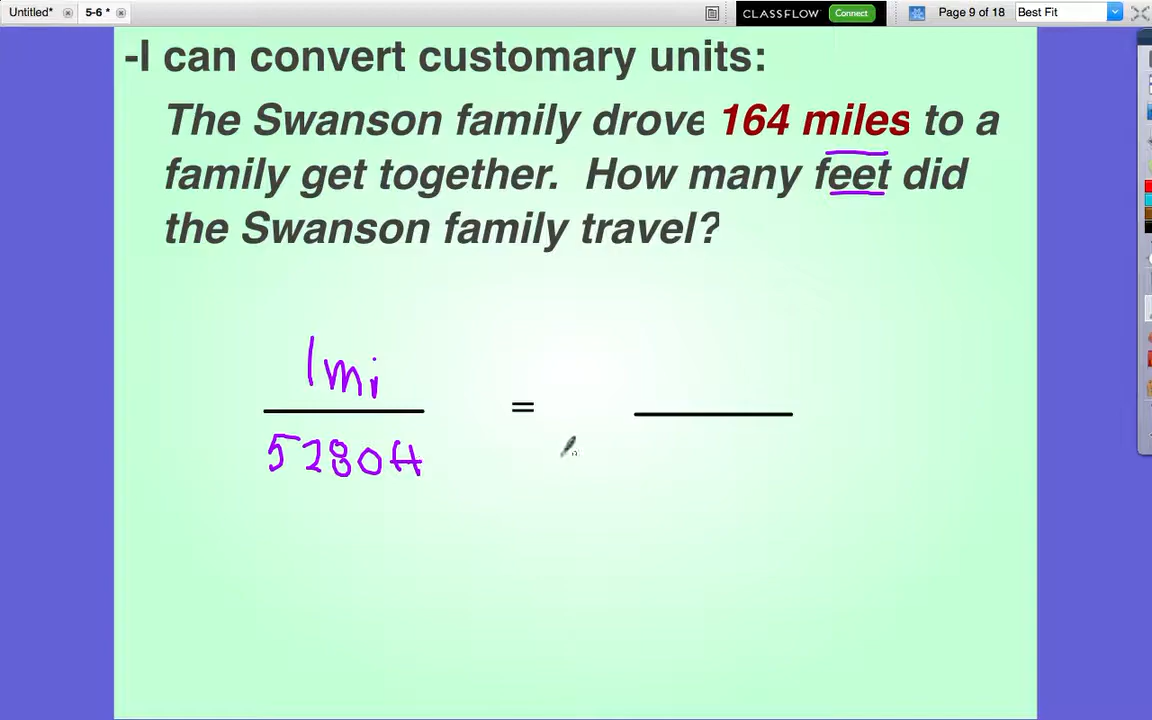 Untitled* 5-6 * CLASSFLOW Connect Page 9 of 18 Best Fit
-I can convert customary units:
The Swanson family drove 164 miles to a
family get together. How many feet did
the Swanson family travel?
1mi
=
5280ft